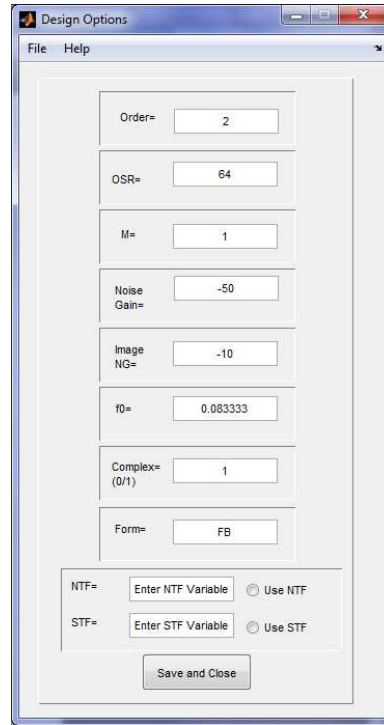 Design Options
File Help
Order= 2
OSR= 64
M= 1
Noise Gain= -50
Image NG= -10
f0= 0.083333
Complex= (0/1) 1
Form= FB
NTF= Enter NTF Variable Use NTF
STF= Enter STF Variable Use STF
Save and Close